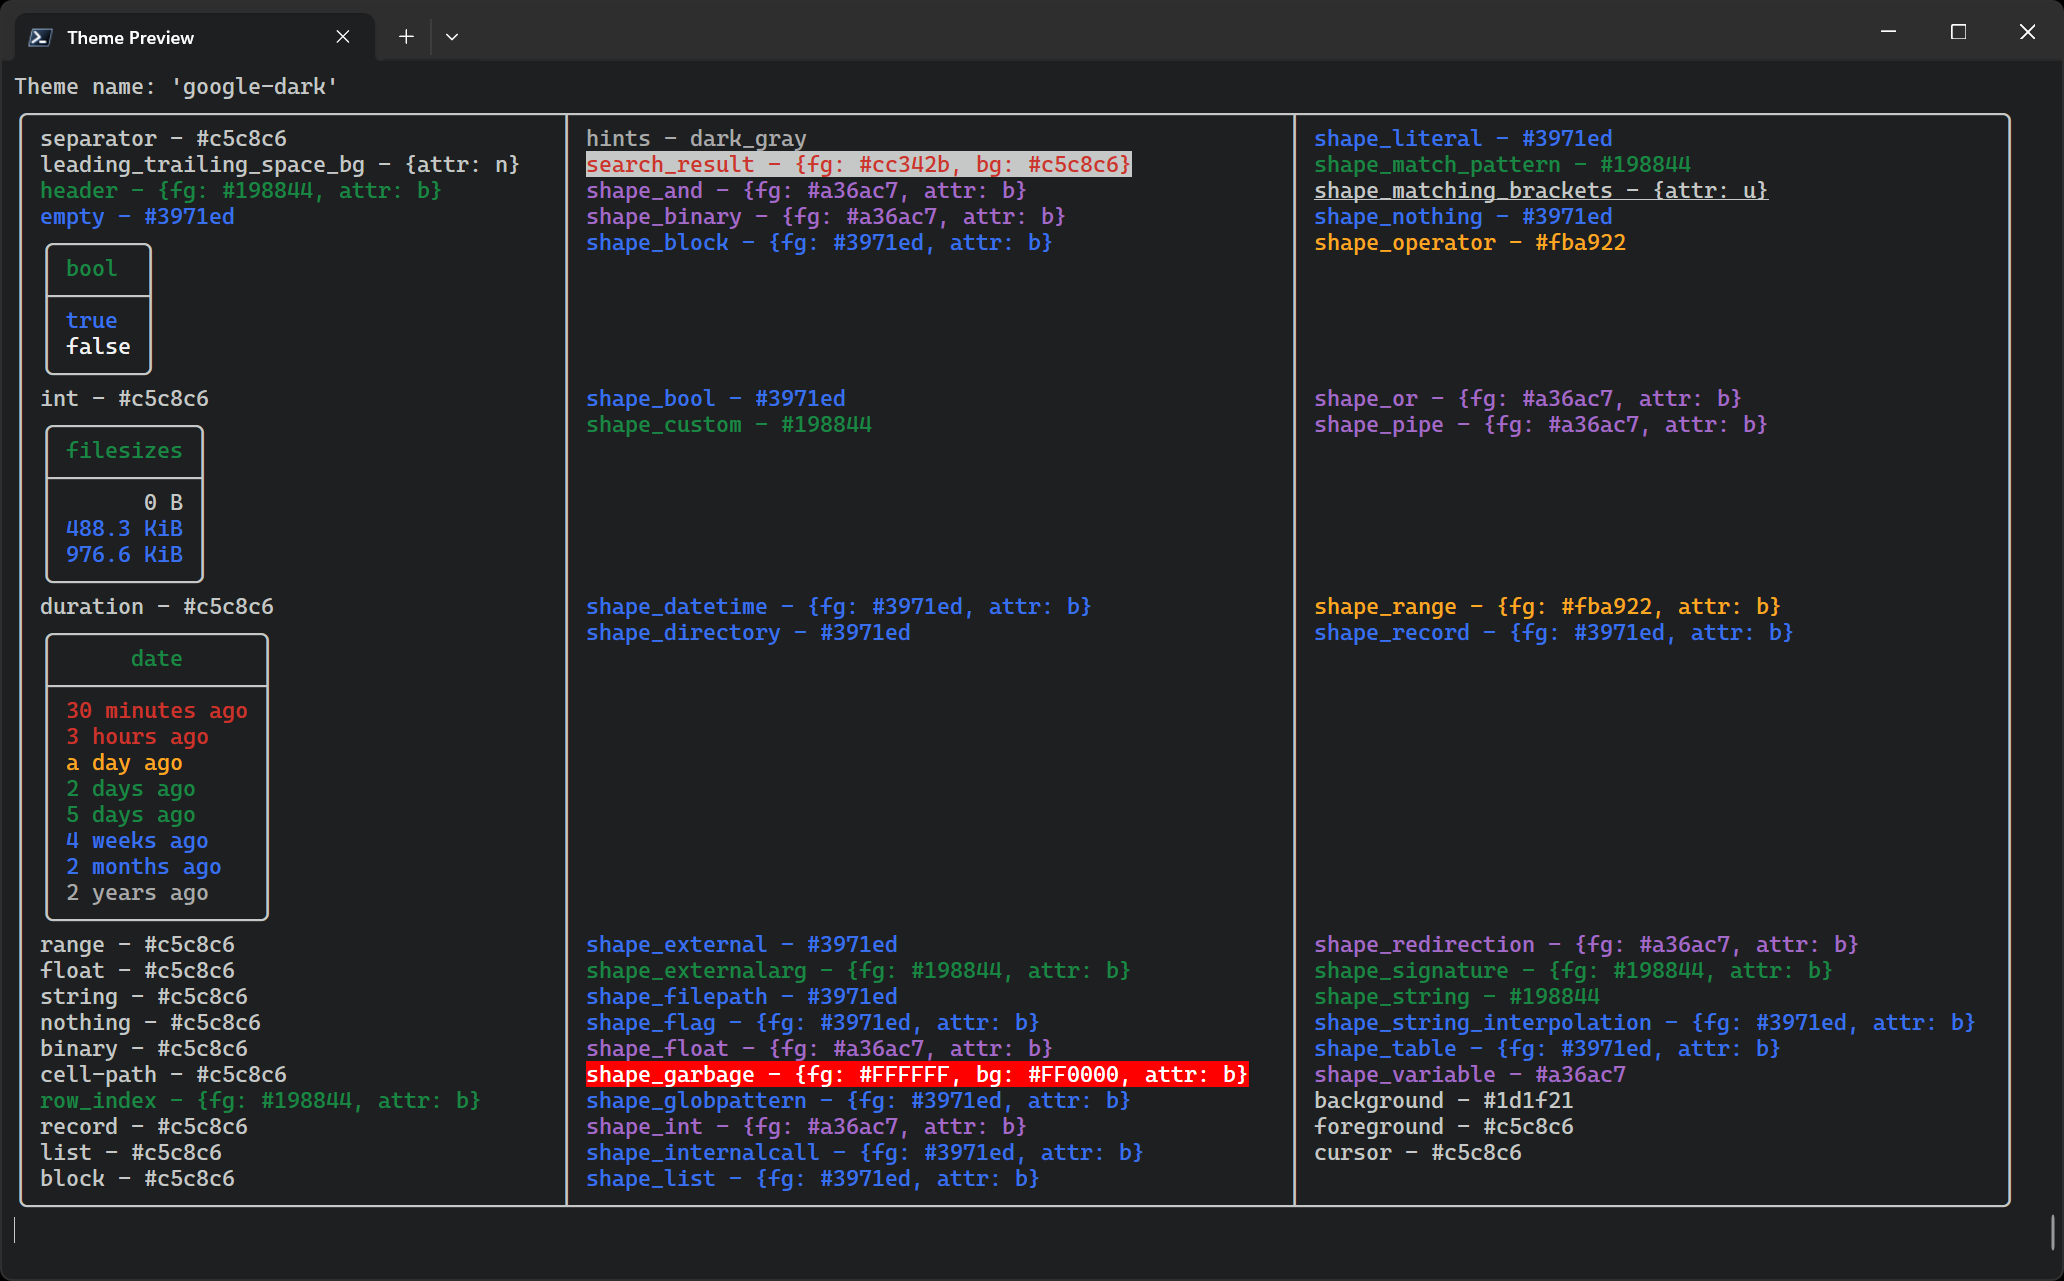 Theme Preview
Theme name: 'google-dark'
separator - #c5c8c6
leading_trailing_space_bg - {attr: n}
header - {fg: #198844, attr: b}
empty - #3971ed
bool
true
false
int - #c5c8c6
filesizes
0 B
488.3 KiB
976.6 KiB
duration - #c5c8c6
date
30 minutes ago
3 hours ago
a day ago
2 days ago
5 days ago
4 weeks ago
2 months ago
2 years ago
range - #c5c8c6
float - #c5c8c6
string - #c5c8c6
nothing - #c5c8c6
binary - #c5c8c6
cell-path - #c5c8c6
row_index - {fg: #198844, attr: b}
record - #c5c8c6
list - #c5c8c6
block - #c5c8c6
hints - dark_gray
search_result - {fg: #cc342b, bg: #c5c8c6}
shape_and - {fg: #a36ac7, attr: b}
shape_binary - {fg: #a36ac7, attr: b}
shape_block - {fg: #3971ed, attr: b}
shape_bool - #3971ed
shape_custom - #198844
shape_datetime - {fg: #3971ed, attr: b}
shape_directory - #3971ed
shape_external - #3971ed
shape_externalarg - {fg: #198844, attr: b}
shape_filepath - #3971ed
shape_flag - {fg: #3971ed, attr: b}
shape_float - {fg: #a36ac7, attr: b}
shape_garbage - {fg: #FFFFFF, bg: #FF0000, attr: b}
shape_globpattern - {fg: #3971ed, attr: b}
shape_int - {fg: #a36ac7, attr: b}
shape_internalcall - {fg: #3971ed, attr: b}
shape_list - {fg: #3971ed, attr: b}
shape_literal - #3971ed
shape_match_pattern - #198844
shape_matching_brackets - {attr: u}
shape_nothing - #3971ed
shape_operator - #fba922
shape_or - {fg: #a36ac7, attr: b}
shape_pipe - {fg: #a36ac7, attr: b}
shape_range - {fg: #fba922, attr: b}
shape_record - {fg: #3971ed, attr: b}
shape_redirection - {fg: #a36ac7, attr: b}
shape_signature - {fg: #198844, attr: b}
shape_string - #198844
shape_string_interpolation - {fg: #3971ed, attr: b}
shape_table - {fg: #3971ed, attr: b}
shape_variable - #a36ac7
background - #1d1f21
foreground - #c5c8c6
cursor - #c5c8c6